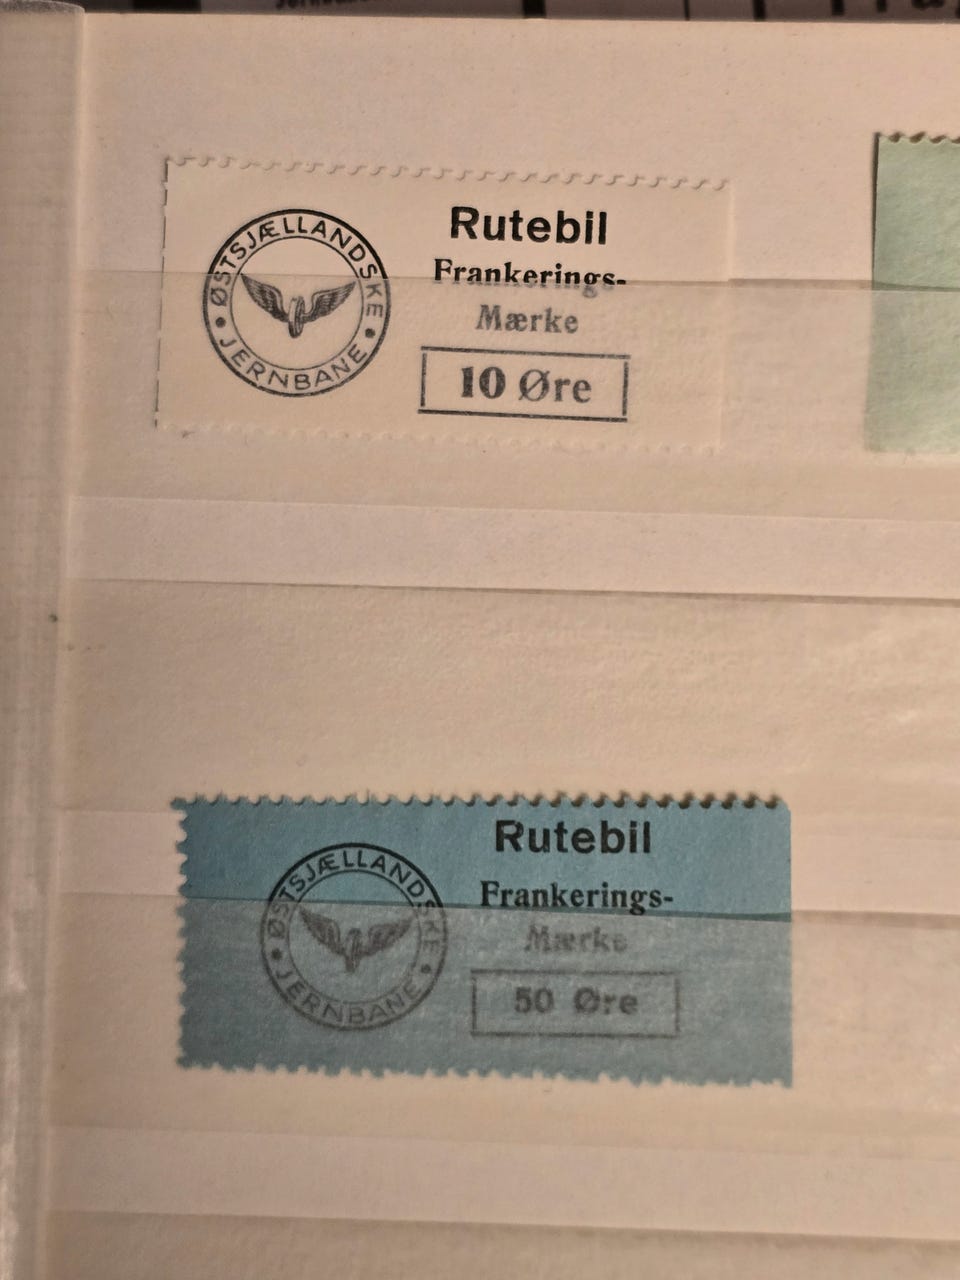 ØSTSJÆLLANDSKE
JERNBANE
Rutebil
Frankerings-
Mærke
10 Øre
ØSTSJÆLLANDSKE
JERNBANE
Rutebil
Frankerings-
Mærke
50 Øre